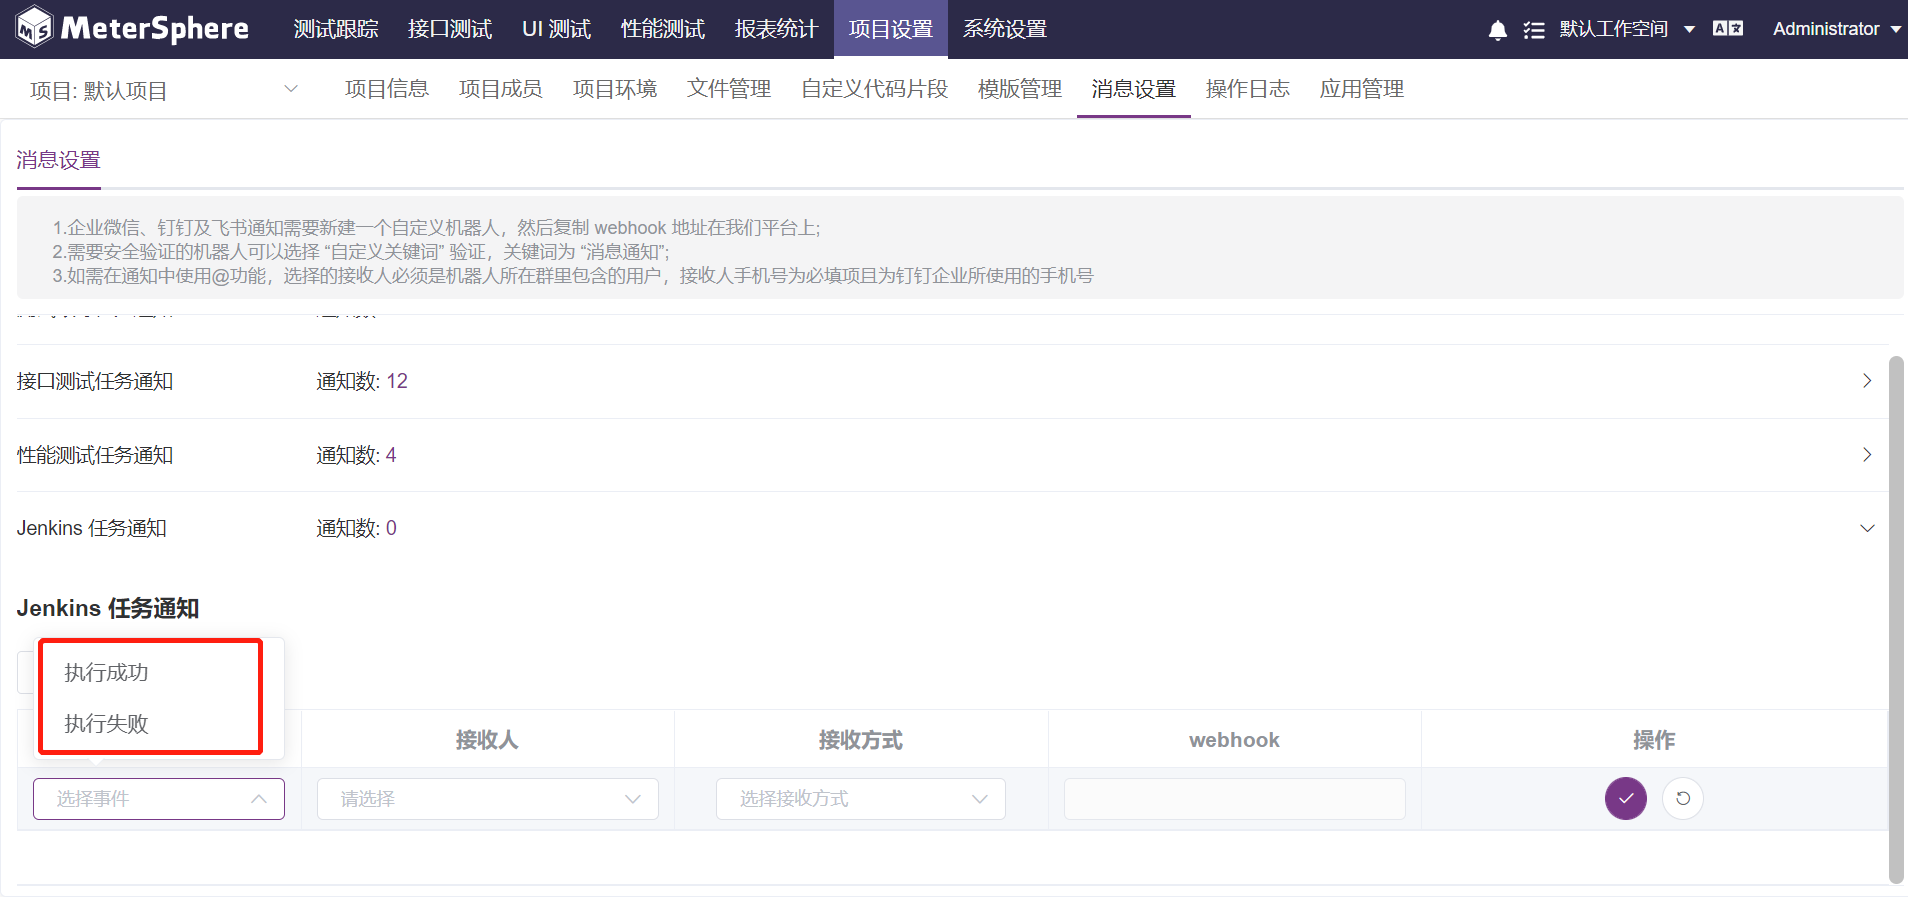 MeterSphere 测试跟踪 接口测试 UI 测试 性能测试 报表统计 项目设置 系统设置 默认工作空间 Administrator
项目: 默认项目 项目信息 项目成员 项目环境 文件管理 自定义代码片段 模版管理 消息设置 操作日志 应用管理
消息设置
1.企业微信、钉钉及飞书通知需要新建一个自定义机器人，然后复制 webhook 地址在我们平台上;
2.需要安全验证的机器人可以选择 “自定义关键词” 验证，关键词为 “消息通知”;
3.如需在通知中使用@功能，选择的接收人必须是机器人所在群里包含的用户，接收人手机号为必填项目为钉钉企业所使用的手机号
接口测试任务通知 通知数: 12
性能测试任务通知 通知数: 4
Jenkins 任务通知 通知数: 0
Jenkins 任务通知
执行成功
执行失败
接收人 接收方式 webhook 操作
选择事件 请选择 选择接收方式